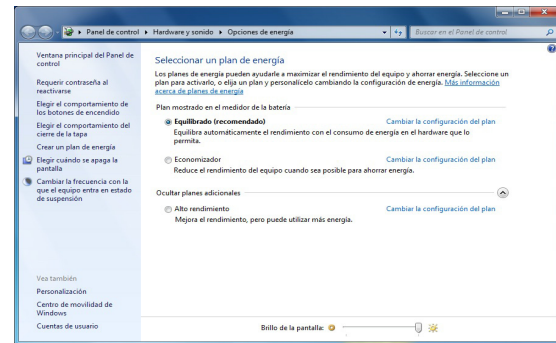 Panel de control ▸ Hardware y sonido ▸ Opciones de energía
Buscar en el Panel de control
Ventana principal del Panel de
control
Requerir contraseña al
reactivarse
Elegir el comportamiento de
los botones de encendido
Elegir el comportamiento del
cierre de la tapa
Crear un plan de energía
Elegir cuándo se apaga la
pantalla
Cambiar la frecuencia con la
que el equipo entra en estado
de suspensión
Vea también
Personalización
Centro de movilidad de
Windows
Cuentas de usuario
Seleccionar un plan de energía
Los planes de energía pueden ayudarle a maximizar el rendimiento del equipo y ahorrar energía. Seleccione un
plan para activarlo, o elija un plan y personalícelo cambiando la configuración de energía. Más información
acerca de planes de energía
Plan mostrado en el medidor de la batería
Equilibrado (recomendado) Cambiar la configuración del plan
Equilibra automáticamente el rendimiento con el consumo de energía en el hardware que lo
permita.
Economizador Cambiar la configuración del plan
Reduce el rendimiento del equipo cuando sea posible para ahorrar energía.
Ocultar planes adicionales
Alto rendimiento Cambiar la configuración del plan
Mejora el rendimiento, pero puede utilizar más energía.
Brillo de la pantalla: